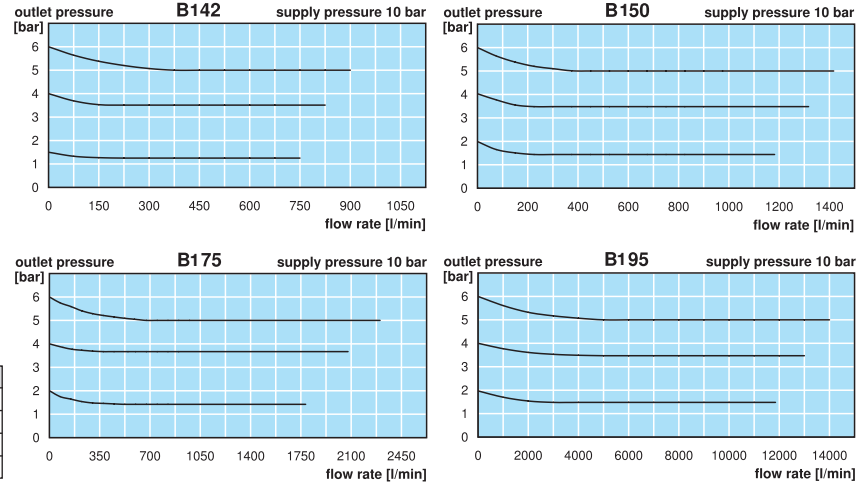 outlet pressure B142 supply pressure 10 bar
[bar]
6
5
4
3
2
1
0
0 150 300 450 600 750 900 1050
flow rate [l/min]
outlet pressure B150 supply pressure 10 bar
[bar]
6
5
4
3
2
1
0
0 200 400 600 800 1000 1200 1400
flow rate [l/min]
outlet pressure B175 supply pressure 10 bar
[bar]
6
5
4
3
2
1
0
0 350 700 1050 1400 1750 2100 2450
flow rate [l/min]
outlet pressure B195 supply pressure 10 bar
[bar]
6
5
4
3
2
1
0
0 2000 4000 6000 8000 10000 12000 14000
flow rate [l/min]